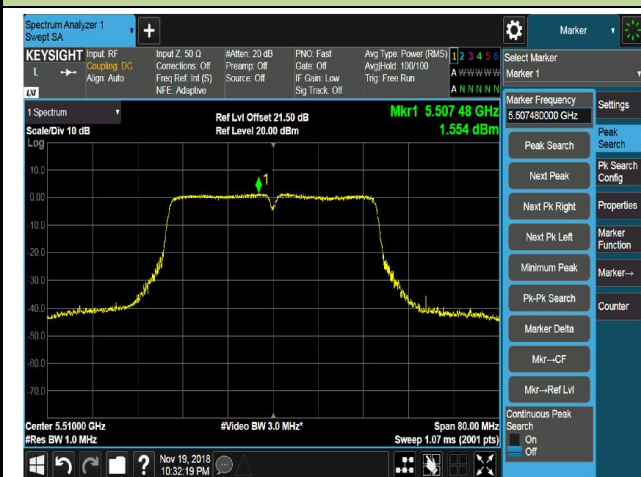 Spectrum Analyzer 1
Swept SA
+
Marker
KEYSIGHT
L
Input: RF
Coupling: DC
Align: Auto
Input Z: 50 Ω
Corrections: Off
Freq Ref: Int (S)
NFE: Adaptive
#Atten: 20 dB
Preamp: Off
Source: Off
PNO: Fast
Gate: Off
IF Gain: Low
Sig Track: Off
Avg Type: Power (RMS)
Avg|Hold: 100/100
Trig: Free Run
1 2 3 4 5 6
A W W W W W
A N N N N N
Select Marker
Marker 1
1 Spectrum
Scale/Div 10 dB
Log
Ref Lvl Offset 21.50 dB
Ref Level 20.00 dBm
Mkr1 5.507 48 GHz
1.554 dBm
10.0
0.00
-10.0
-20.0
-30.0
-40.0
-50.0
-60.0
-70.0
1
Center 5.51000 GHz
#Res BW 1.0 MHz
#Video BW 3.0 MHz*
Span 80.00 MHz
Sweep 1.07 ms (2001 pts)
Marker Frequency
5.507480000 GHz
Peak Search
Next Peak
Next Pk Right
Next Pk Left
Minimum Peak
Pk-Pk Search
Marker Delta
Mkr→CF
Mkr→Ref Lvl
Continuous Peak
Search
On
Off
Settings
Peak
Search
Pk Search
Config
Properties
Marker
Function
Marker→
Counter
?
Nov 19, 2018
10:32:19 PM